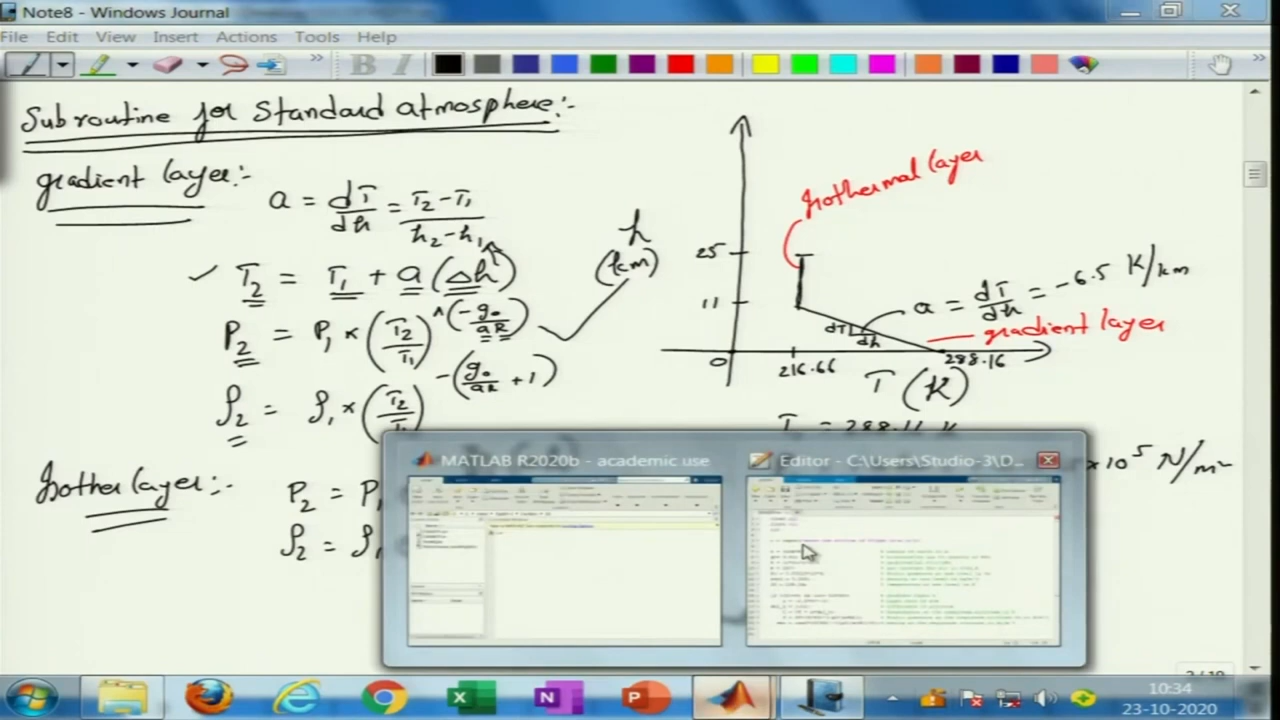 Note8 - Windows Journal
File Edit View Insert Actions Tools Help
Subroutine for Standard atmosphere:-
gradient layer:-
a = dT/dh = T₂-T₁/h₂-h₁
T₂ = T₁ + a (Δh)
P₂ = P₁ × (T₂/T₁)^(-g₀/aR)
ρ₂ = ρ₁ × (T₂/T₁)^-(g₀/aR + 1)
Isother layer:-
P₂ = P₁
ρ₂ = ρ₁
h
(km)
Isothermal layer
25
11
0
a = dT/dh = -6.5 K/km
dT
dh
gradient layer
216.66
288.16
T (K)
× 10⁵ N/m²
MATLAB R2020b - academic use
Editor - C:\Users\Studio-3\D...
10:34
23-10-2020